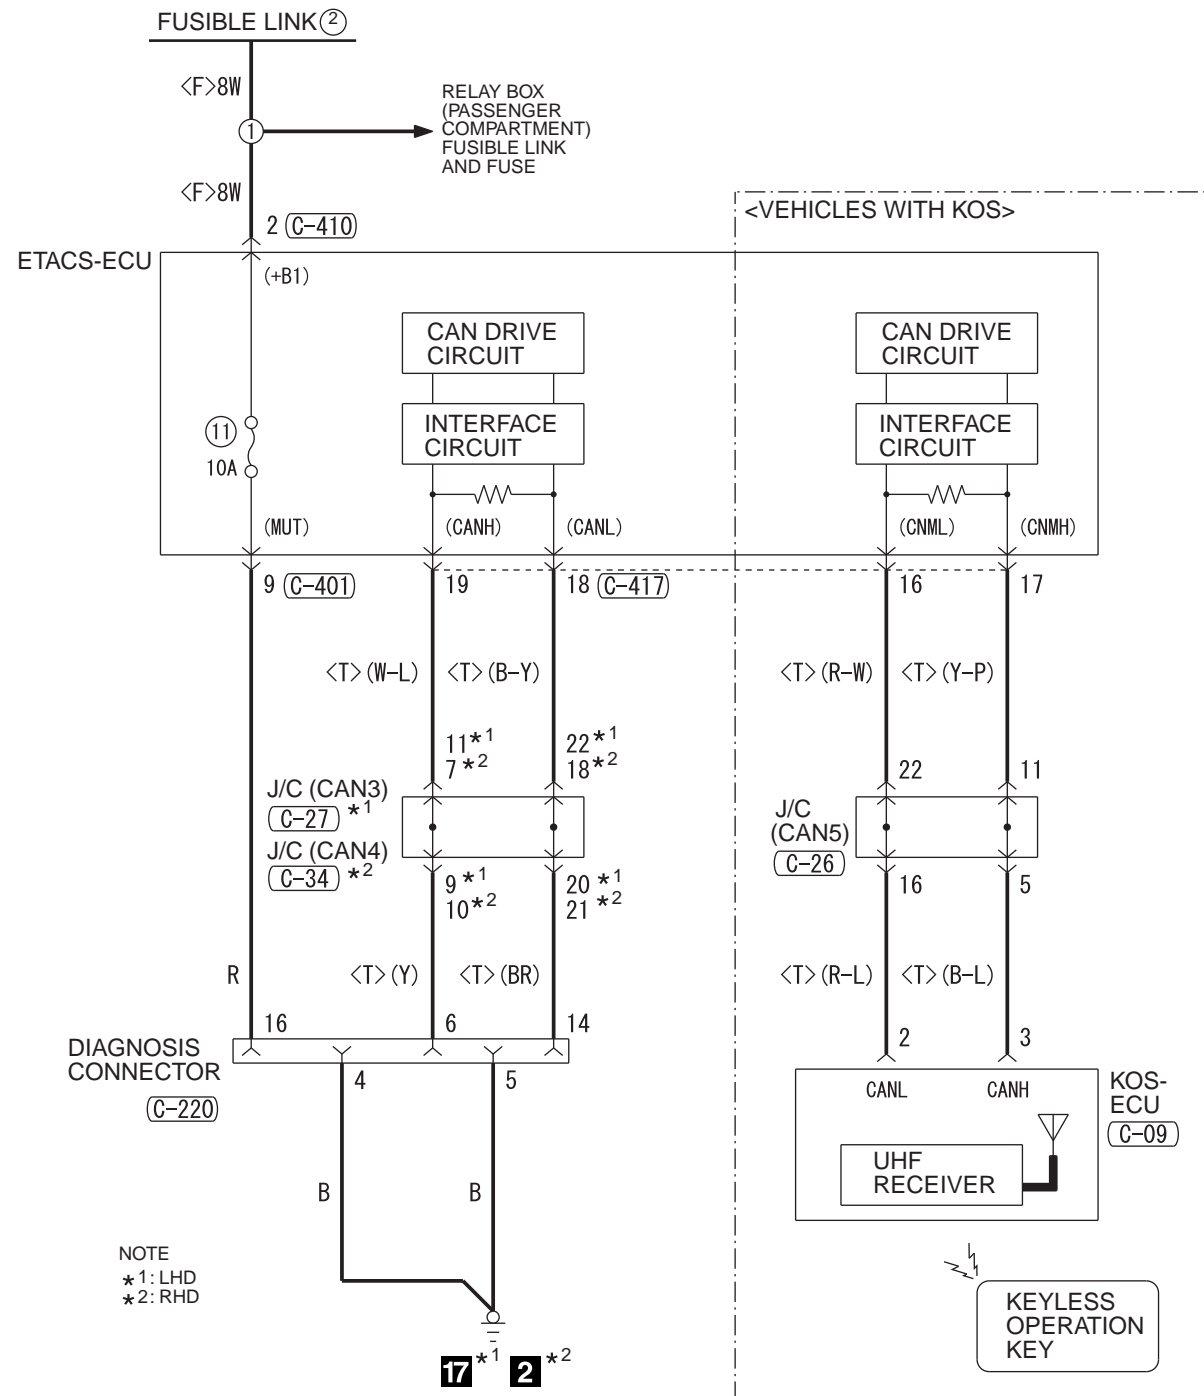 FUSIBLE LINK②
<F>8W
①
RELAY BOX
(PASSENGER
COMPARTMENT)
FUSIBLE LINK
AND FUSE
<F>8W
2 C-410
<VEHICLES WITH KOS>
ETACS-ECU
(+B1)
CAN DRIVE
CIRCUIT
CAN DRIVE
CIRCUIT
INTERFACE
CIRCUIT
INTERFACE
CIRCUIT
⑪
10A
(MUT)
(CANH)
(CANL)
(CNML)
(CNMH)
9 C-401
19
18 C-417
16
17
<T>(W-L)
<T>(B-Y)
<T>(R-W)
<T>(Y-P)
11*1
7*2
22*1
18*2
22
11
J/C (CAN3)
C-27 *1
J/C (CAN4)
C-34 *2
J/C
(CAN5)
C-26
9*1
10*2
20*1
21*2
16
5
R
<T>(Y)
<T>(BR)
<T>(R-L)
<T>(B-L)
16
6
14
2
3
DIAGNOSIS
CONNECTOR
C-220
4
5
CANL
CANH
KOS-
ECU
C-09
UHF
RECEIVER
B
B
NOTE
*1: LHD
*2: RHD
KEYLESS
OPERATION
KEY
17 *1 2 *2